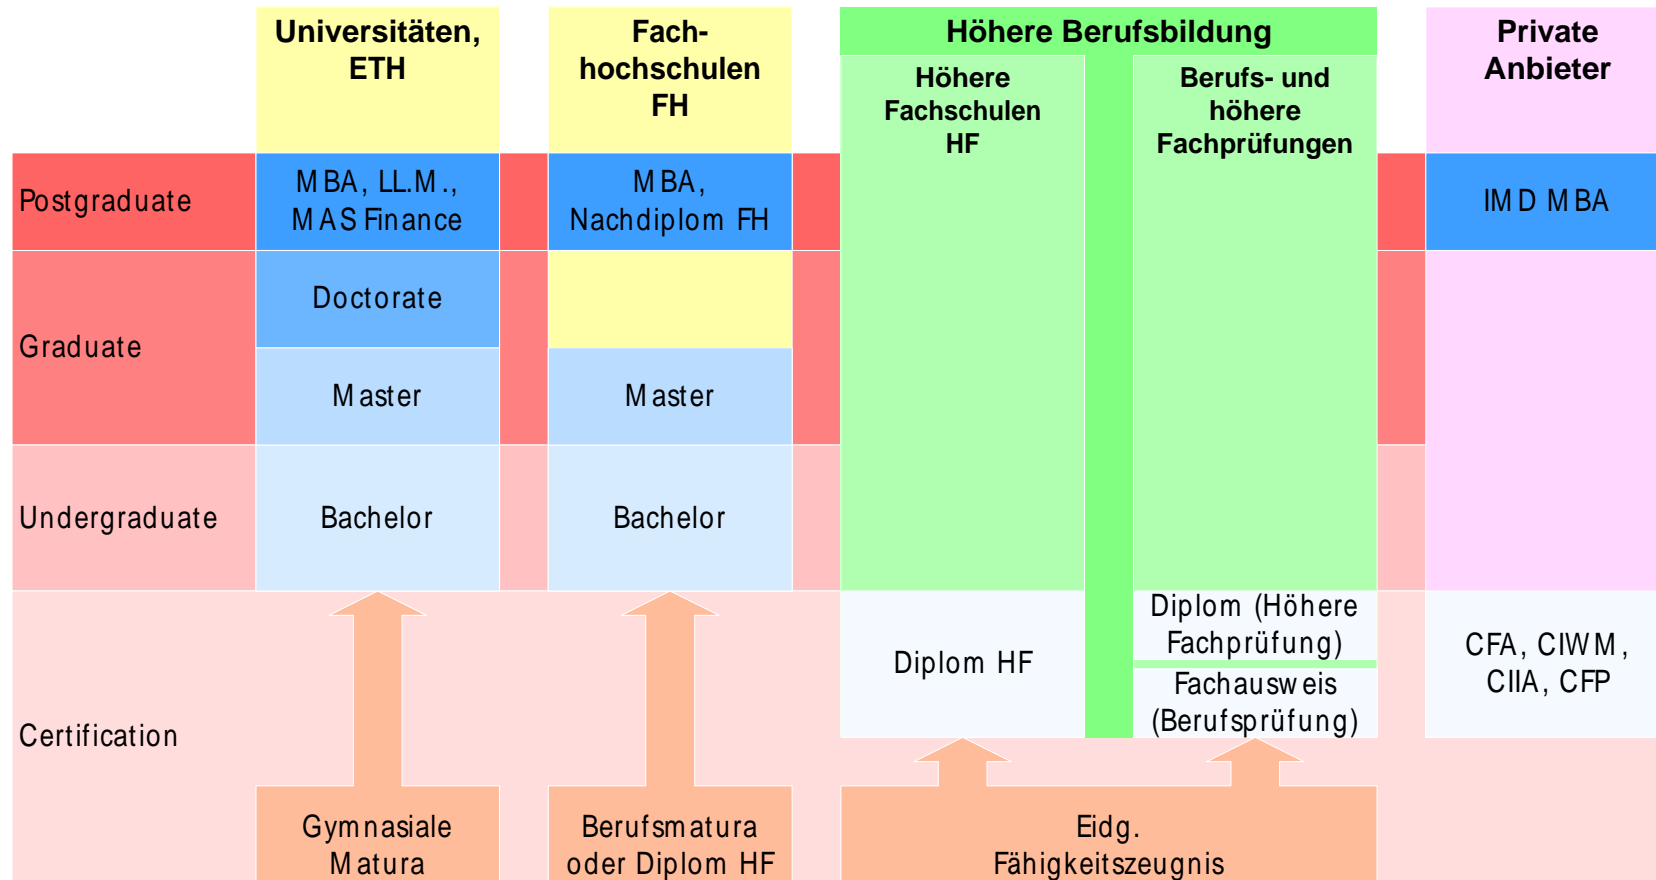 Universitäten,
ETH
Fach-
hochschulen
FH
Höhere Berufsbildung
Höhere
Fachschulen
HF
Berufs- und
höhere
Fachprüfungen
Private
Anbieter
Postgraduate
MBA, LL.M.,
MAS Finance
MBA,
Nachdiplom FH
IMD MBA
Graduate
Doctorate
Master
Master
Undergraduate
Bachelor
Bachelor
Certification
Diplom HF
Diplom (Höhere
Fachprüfung)
Fachausweis
(Berufsprüfung)
CFA, CIWM,
CIIA, CFP
Gymnasiale
Matura
Berufsmatura
oder Diplom HF
Eidg.
Fähigkeitszeugnis